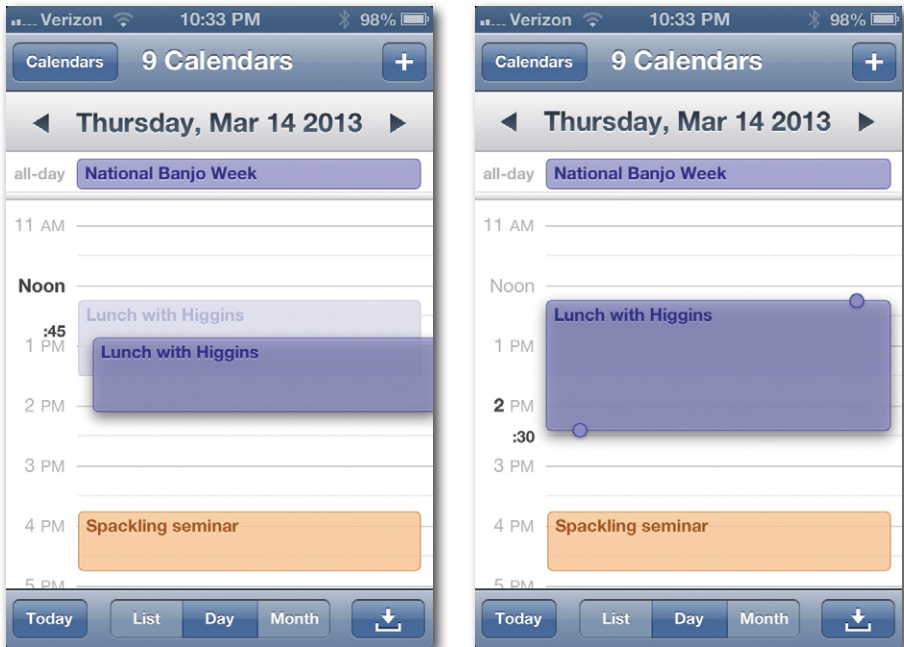 Verizon 10:33 PM 98%
Calendars 9 Calendars +
Thursday, Mar 14 2013
all-day National Banjo Week
11 AM
Noon
Lunch with Higgins
:45
1 PM Lunch with Higgins
2 PM
3 PM
4 PM Spackling seminar
5 PM
Today List Day Month
Verizon 10:33 PM 98%
Calendars 9 Calendars +
Thursday, Mar 14 2013
all-day National Banjo Week
11 AM
Noon
Lunch with Higgins
1 PM
2 PM
:30
3 PM
4 PM Spackling seminar
5 PM
Today List Day Month